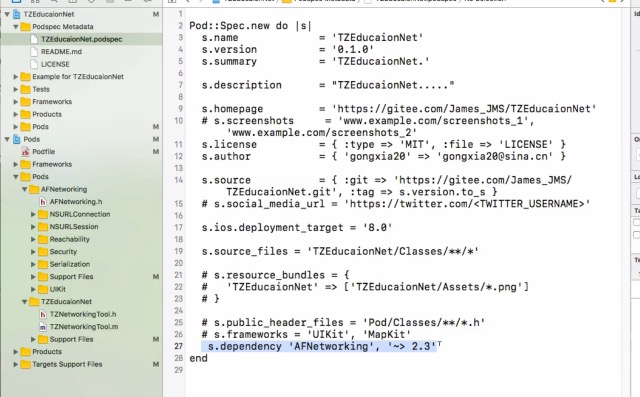 TZEducaionNet
M
Podspec Metadata
M
TZEducaionNet.podspec
README.md
LICENSE
Example for TZEducaionNet
Tests
M
Frameworks
Products
M
Pods
M
Pods
M
Podfile
M
Frameworks
Pods
AFNetworking
AFNetworking.h
NSURLConnection
NSURLSession
Reachability
Security
Serialization
Support Files
M
UIKit
TZEducaionNet
TZNetworkingTool.h
TZNetworkingTool.m
Support Files
M
Products
Targets Support Files
M
1
2 Pod::Spec.new do |s|
3 s.name = 'TZEducaionNet'
4 s.version = '0.1.0'
5 s.summary = 'TZEducaionNet.'
6
7 s.description = "TZEducaionNet....."
8
9 s.homepage = 'https://gitee.com/James_JMS/TZEducaionNet'
10 # s.screenshots = 'www.example.com/screenshots_1',
'www.example.com/screenshots_2'
11 s.license = { :type => 'MIT', :file => 'LICENSE' }
12 s.author = { 'gongxia20' => 'gongxia20@sina.cn' }
13
14 s.source = { :git => 'https://gitee.com/James_JMS/
TZEducaionNet.git', :tag => s.version.to_s }
15 # s.social_media_url = 'https://twitter.com/<TWITTER_USERNAME>'
16
17 s.ios.deployment_target = '8.0'
18
19 s.source_files = 'TZEducaionNet/Classes/**/*'
20
21 # s.resource_bundles = {
22 # 'TZEducaionNet' => ['TZEducaionNet/Assets/*.png']
23 # }
24
25 # s.public_header_files = 'Pod/Classes/**/*.h'
26 # s.frameworks = 'UIKit', 'MapKit'
27 s.dependency 'AFNetworking', '~> 2.3'
28 end